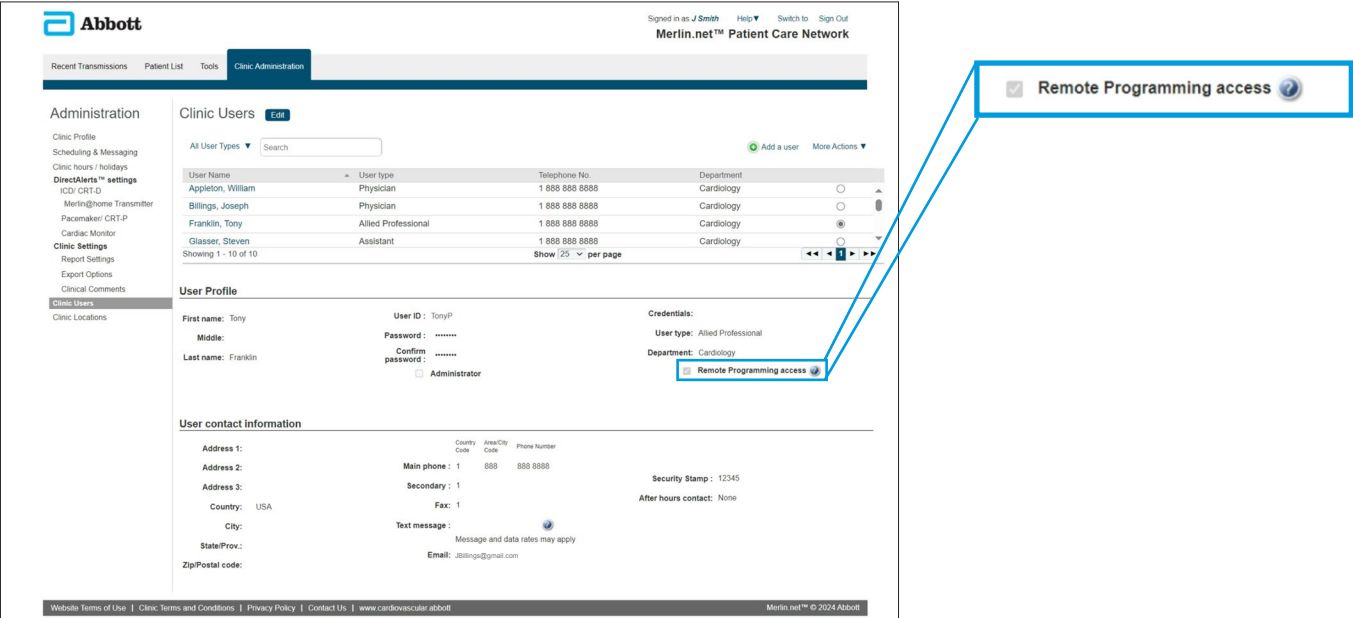 Abbott
Signed in as J Smith Help▼ Switch to Sign Out
Merlin.net™ Patient Care Network
Recent Transmissions Patient List Tools Clinic Administration
Remote Programming access
Administration
Clinic Profile
Scheduling & Messaging
Clinic hours / holidays
DirectAlerts™ settings
ICD/ CRT-D
Merlin@home Transmitter
Pacemaker/ CRT-P
Cardiac Monitor
Clinic Settings
Report Settings
Export Options
Clinical Comments
Clinic Users
Clinic Locations
Clinic Users Edit
All User Types ▼ Search Add a user More Actions ▼
User Name User type Telephone No. Department
Appleton, William Physician 1 888 888 8888 Cardiology
Billings, Joseph Physician 1 888 888 8888 Cardiology
Franklin, Tony Allied Professional 1 888 888 8888 Cardiology
Glasser, Steven Assistant 1 888 888 8888 Cardiology
Showing 1 - 10 of 10 Show 25 per page 1
User Profile
First name: Tony
Middle:
Last name: Franklin
User ID : TonyP
Password : ••••••••
Confirm
password : ••••••••
Administrator
Credentials:
User type: Allied Professional
Department: Cardiology
Remote Programming access
User contact information
Address 1:
Address 2:
Address 3:
Country: USA
City:
State/Prov.:
Zip/Postal code:
Country Code Area/City Code Phone Number
Main phone : 1 888 888 8888
Secondary : 1
Fax: 1
Text message :
Message and data rates may apply
Email: JBillings@gmail.com
Security Stamp : 12345
After hours contact: None
Website Terms of Use | Clinic Terms and Conditions | Privacy Policy | Contact Us | www.cardiovascular.abbott Merlin.net™ © 2024 Abbott